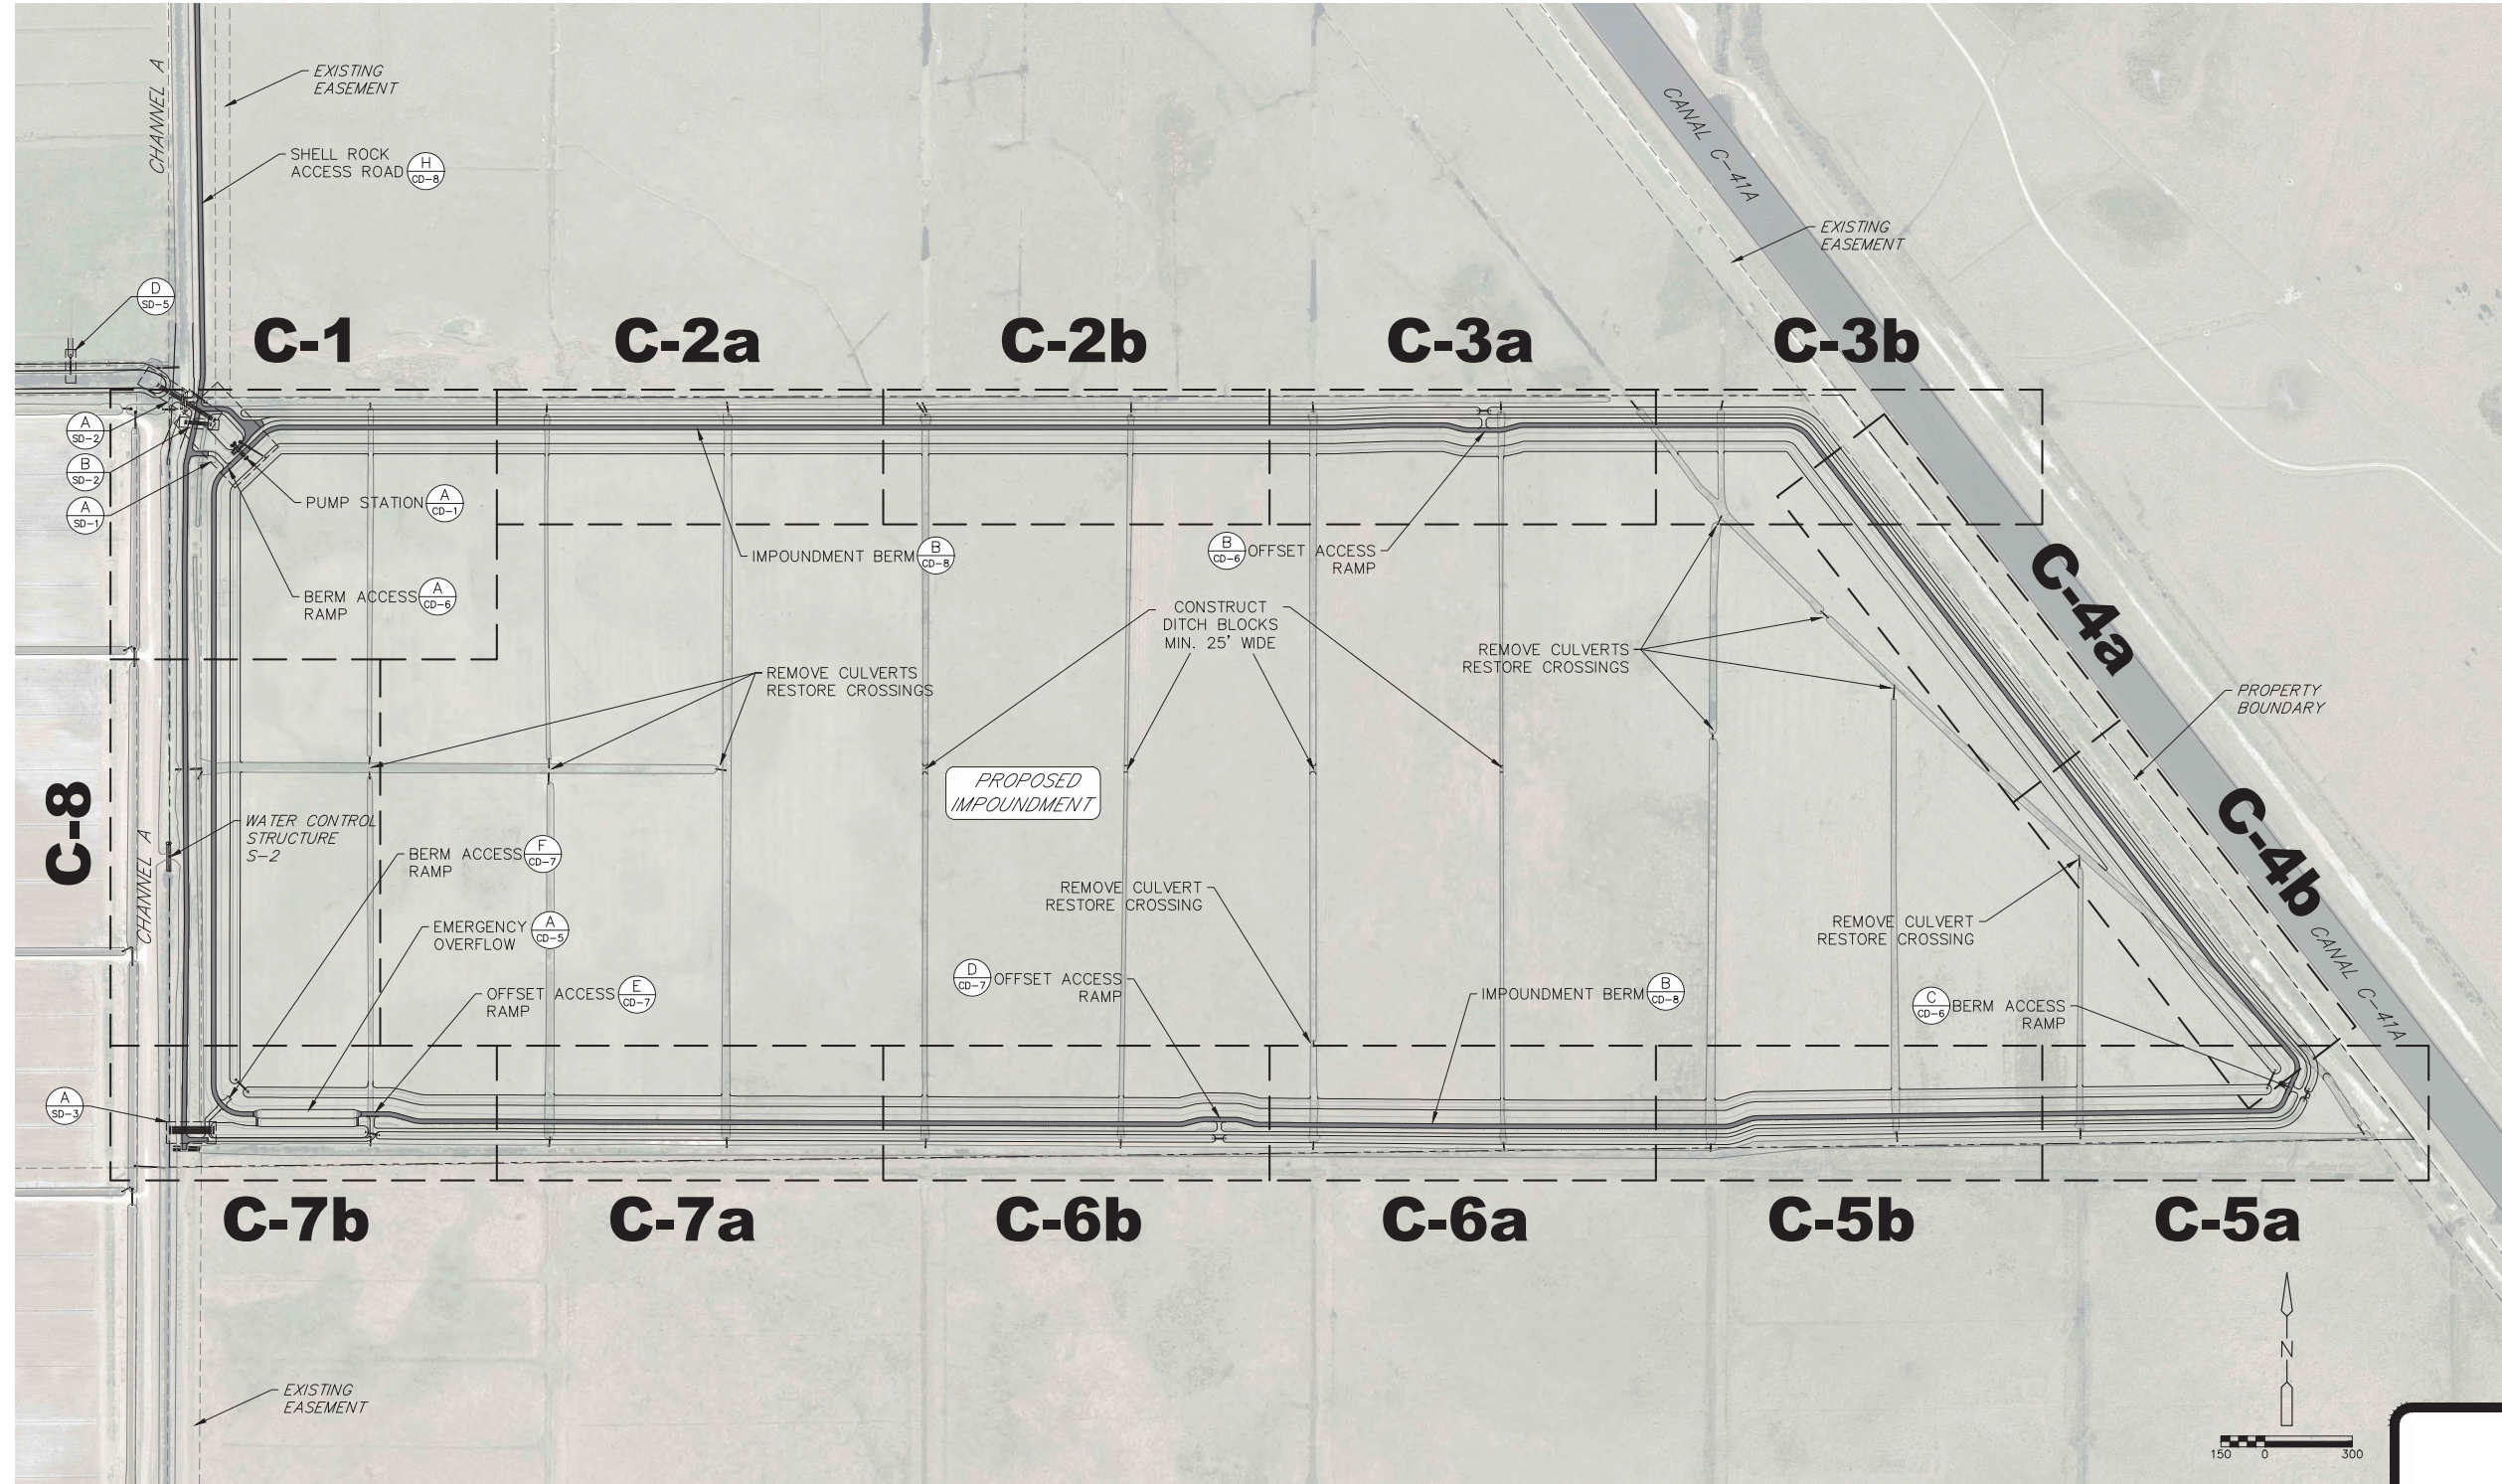 CHANNEL A
EXISTING
EASEMENT
SHELL ROCK
ACCESS ROAD
H
CD-8
CANAL C-41A
EXISTING
EASEMENT
D
SD-5
C-1
C-2a
C-2b
C-3a
C-3b
A
SD-2
B
SD-2
A
SD-1
PUMP STATION
A
CD-1
IMPOUNDMENT BERM
B
CD-8
B
CD-6
OFFSET ACCESS
RAMP
BERM ACCESS
RAMP
A
CD-6
CONSTRUCT
DITCH BLOCKS
MIN. 25' WIDE
REMOVE CULVERTS
RESTORE CROSSINGS
REMOVE CULVERTS
RESTORE CROSSINGS
C-4a
PROPERTY
BOUNDARY
PROPOSED
IMPOUNDMENT
C-8
CHANNEL A
WATER CONTROL
STRUCTURE
S-2
BERM ACCESS
RAMP
F
CD-7
C-4b
REMOVE CULVERT
RESTORE CROSSING
EMERGENCY
OVERFLOW
A
CD-5
REMOVE CULVERT
RESTORE CROSSING
CANAL C-41A
OFFSET ACCESS
RAMP
E
CD-7
D
CD-7
OFFSET ACCESS
RAMP
IMPOUNDMENT BERM
B
CD-8
C
CD-6
BERM ACCESS
RAMP
A
SD-3
C-7b
C-7a
C-6b
C-6a
C-5b
C-5a
EXISTING
EASEMENT
N
150 0 300